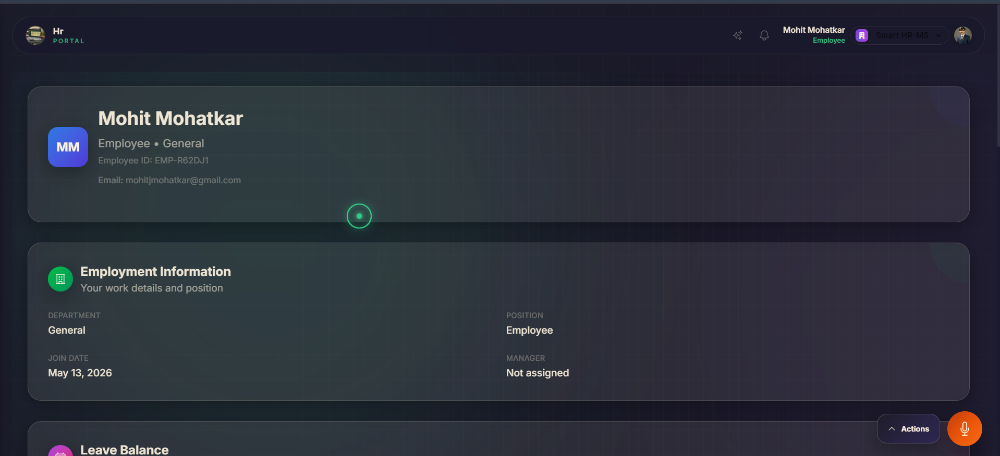 Hr
PORTAL
Mohit Mohatkar
Employee
Smart HR-MS
Mohit Mohatkar
MM
Employee • General
Employee ID: EMP-R62DJ1
Email: mohitjmohatkar@gmail.com
Employment Information
Your work details and position
DEPARTMENT
General
POSITION
Employee
JOIN DATE
May 13, 2026
MANAGER
Not assigned
Actions
Leave Balance